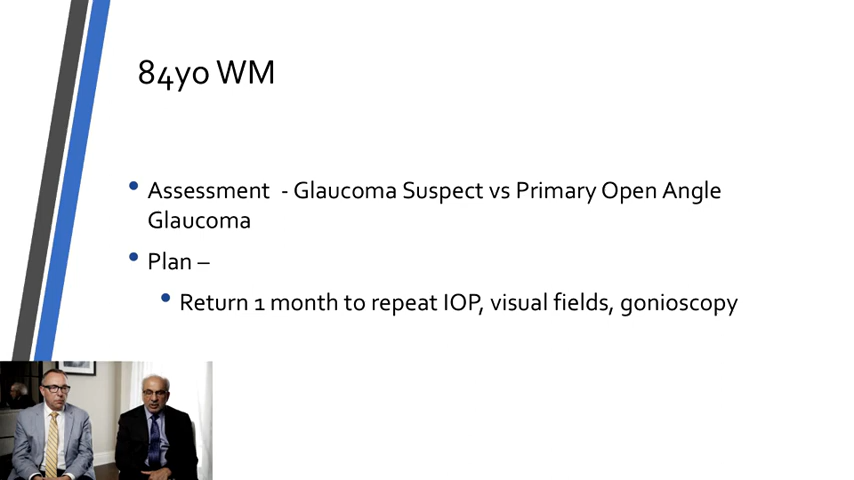 84yo WM
Assessment  - Glaucoma Suspect vs Primary Open Angle
Glaucoma
Plan –
Return 1 month to repeat IOP, visual fields, gonioscopy